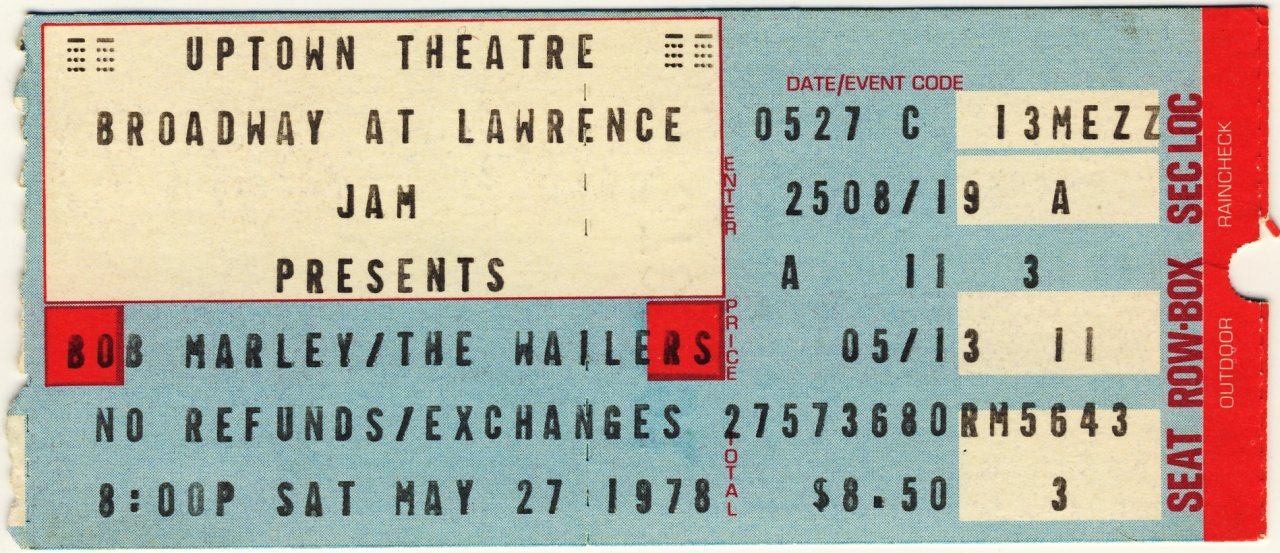 UPTOWN THEATRE
BROADWAY AT LAWRENCE
JAM
PRESENTS
BOB MARLEY/THE WAILERS
NO REFUNDS/EXCHANGES
8:00P SAT MAY 27 1978
DATE/EVENT CODE
0527 C 13MEZZ
2508/19 A
A 11 3
05/13 11
27573680RM5643
$8.50 3
ENTER
PRICE
TOTAL
SEAT ROW-BOX SEC LOC
OUTDOOR RAINCHECK